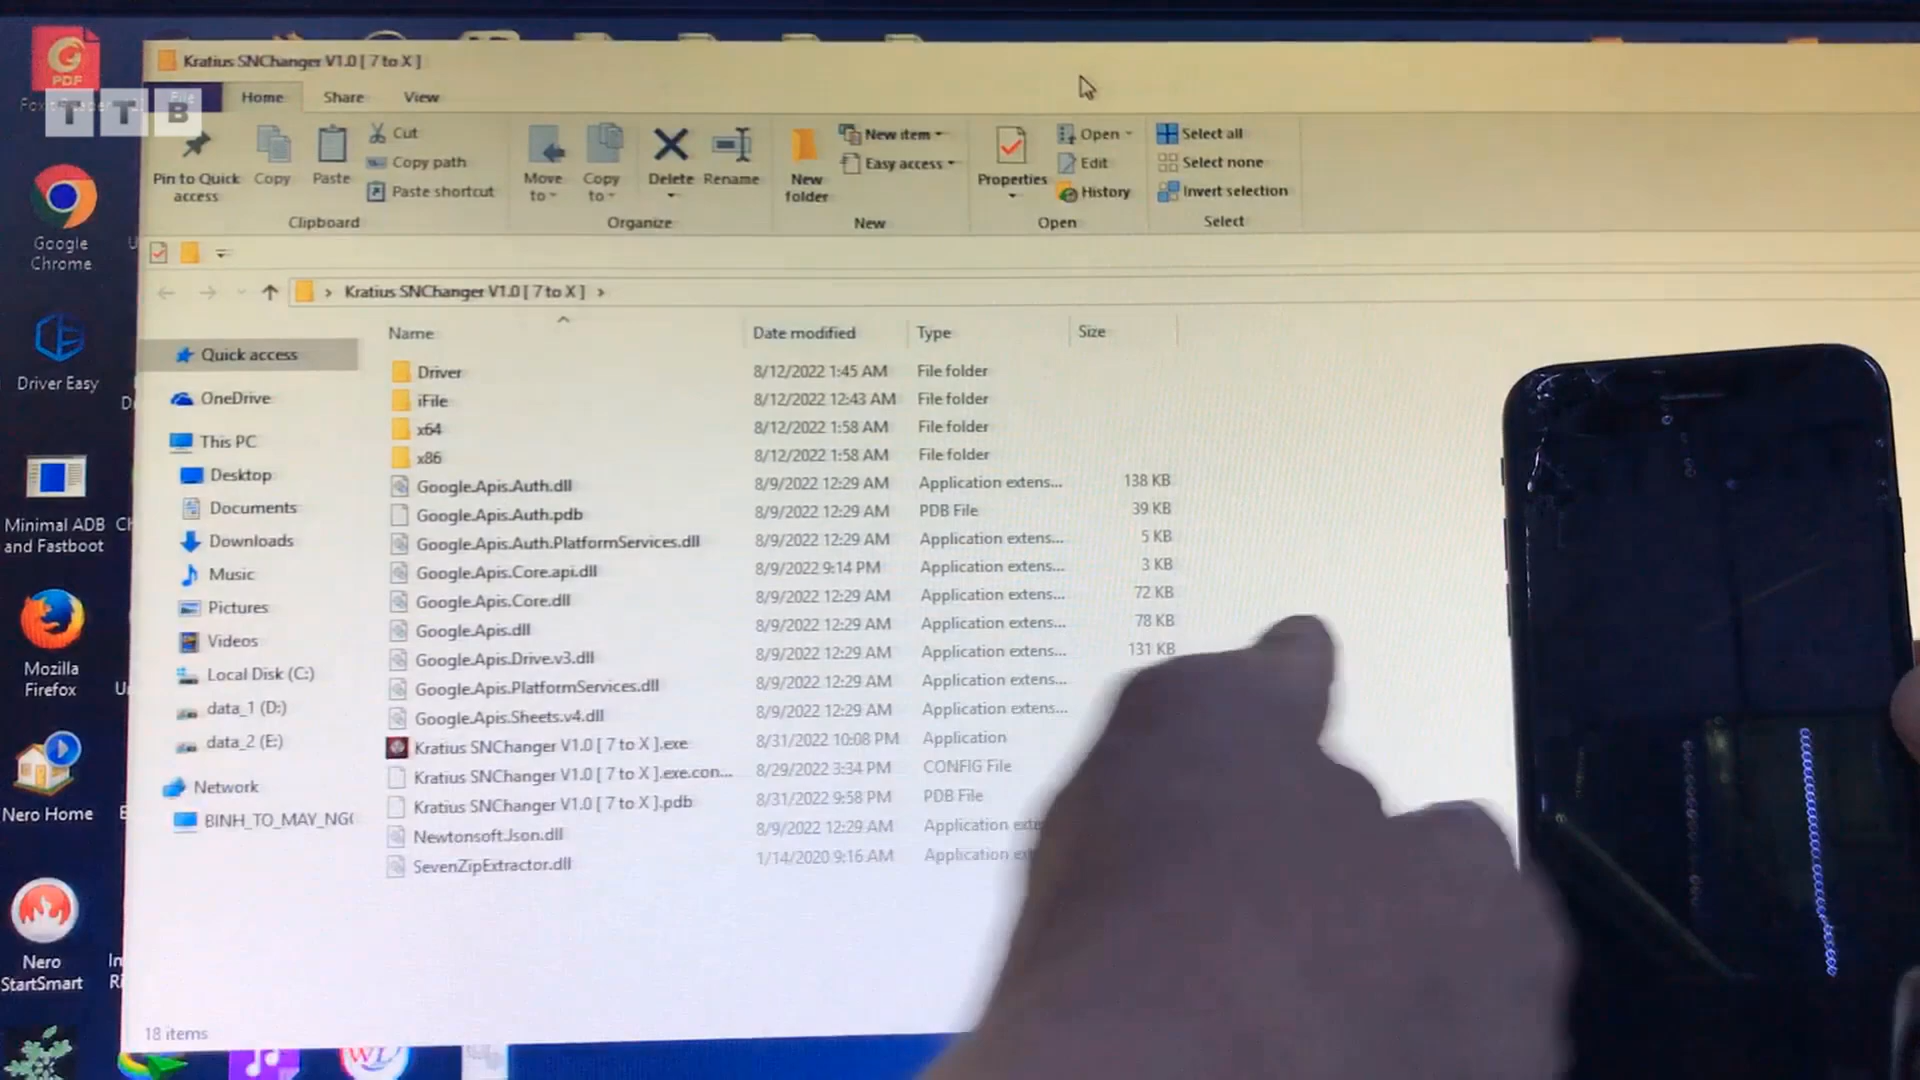 Kratius SNChanger V1.0 [ 7 to X ]
PDF
TTB
File
Home
Share
View
Pin to Quick access
Copy
Paste
Cut
Copy path
Paste shortcut
Clipboard
Move to
Copy to
Delete
Rename
Organize
New folder
New item
Easy access
New
Properties
Open
Edit
History
Open
Select all
Select none
Invert selection
Select
Kratius SNChanger V1.0 [ 7 to X ]
Name
Date modified
Type
Size
Driver 8/12/2022 1:45 AM File folder
iFile 8/12/2022 12:43 AM File folder
x64 8/12/2022 1:58 AM File folder
x86 8/12/2022 1:58 AM File folder
Google.Apis.Auth.dll 8/9/2022 12:29 AM Application extens... 138 KB
Google.Apis.Auth.pdb 8/9/2022 12:29 AM PDB File 39 KB
Google.Apis.Auth.PlatformServices.dll 8/9/2022 12:29 AM Application extens... 5 KB
Google.Apis.Core.api.dll 8/9/2022 9:14 PM Application extens... 3 KB
Google.Apis.Core.dll 8/9/2022 12:29 AM Application extens... 72 KB
Google.Apis.dll 8/9/2022 12:29 AM Application extens... 78 KB
Google.Apis.Drive.v3.dll 8/9/2022 12:29 AM Application extens... 131 KB
Google.Apis.PlatformServices.dll 8/9/2022 12:29 AM Application extens...
Google.Apis.Sheets.v4.dll 8/9/2022 12:29 AM Application extens...
Kratius SNChanger V1.0 [ 7 to X ].exe 8/31/2022 10:08 PM Application
Kratius SNChanger V1.0 [ 7 to X ].exe.con... 8/29/2022 3:34 PM CONFIG File
Kratius SNChanger V1.0 [ 7 to X ].pdb 8/31/2022 9:58 PM PDB File
Newtonsoft.Json.dll 8/9/2022 12:29 AM Application exte
SevenZipExtractor.dll 1/14/2020 9:16 AM Application ext
Quick access
OneDrive
This PC
Desktop
Documents
Downloads
Music
Pictures
Videos
Local Disk (C:)
data_1 (D:)
data_2 (E:)
Network
BINH_TO_MAY_NG
18 items
Google
Chrome
Driver Easy
Minimal ADB
and Fastboot
Mozilla
Firefox
Nero Home
Nero
StartSmart